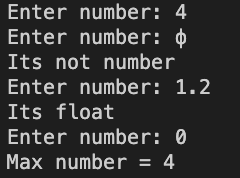 Enter number: 4
Enter number: ф
Its not number
Enter number: 1.2
Its float
Enter number: 0
Max number = 4